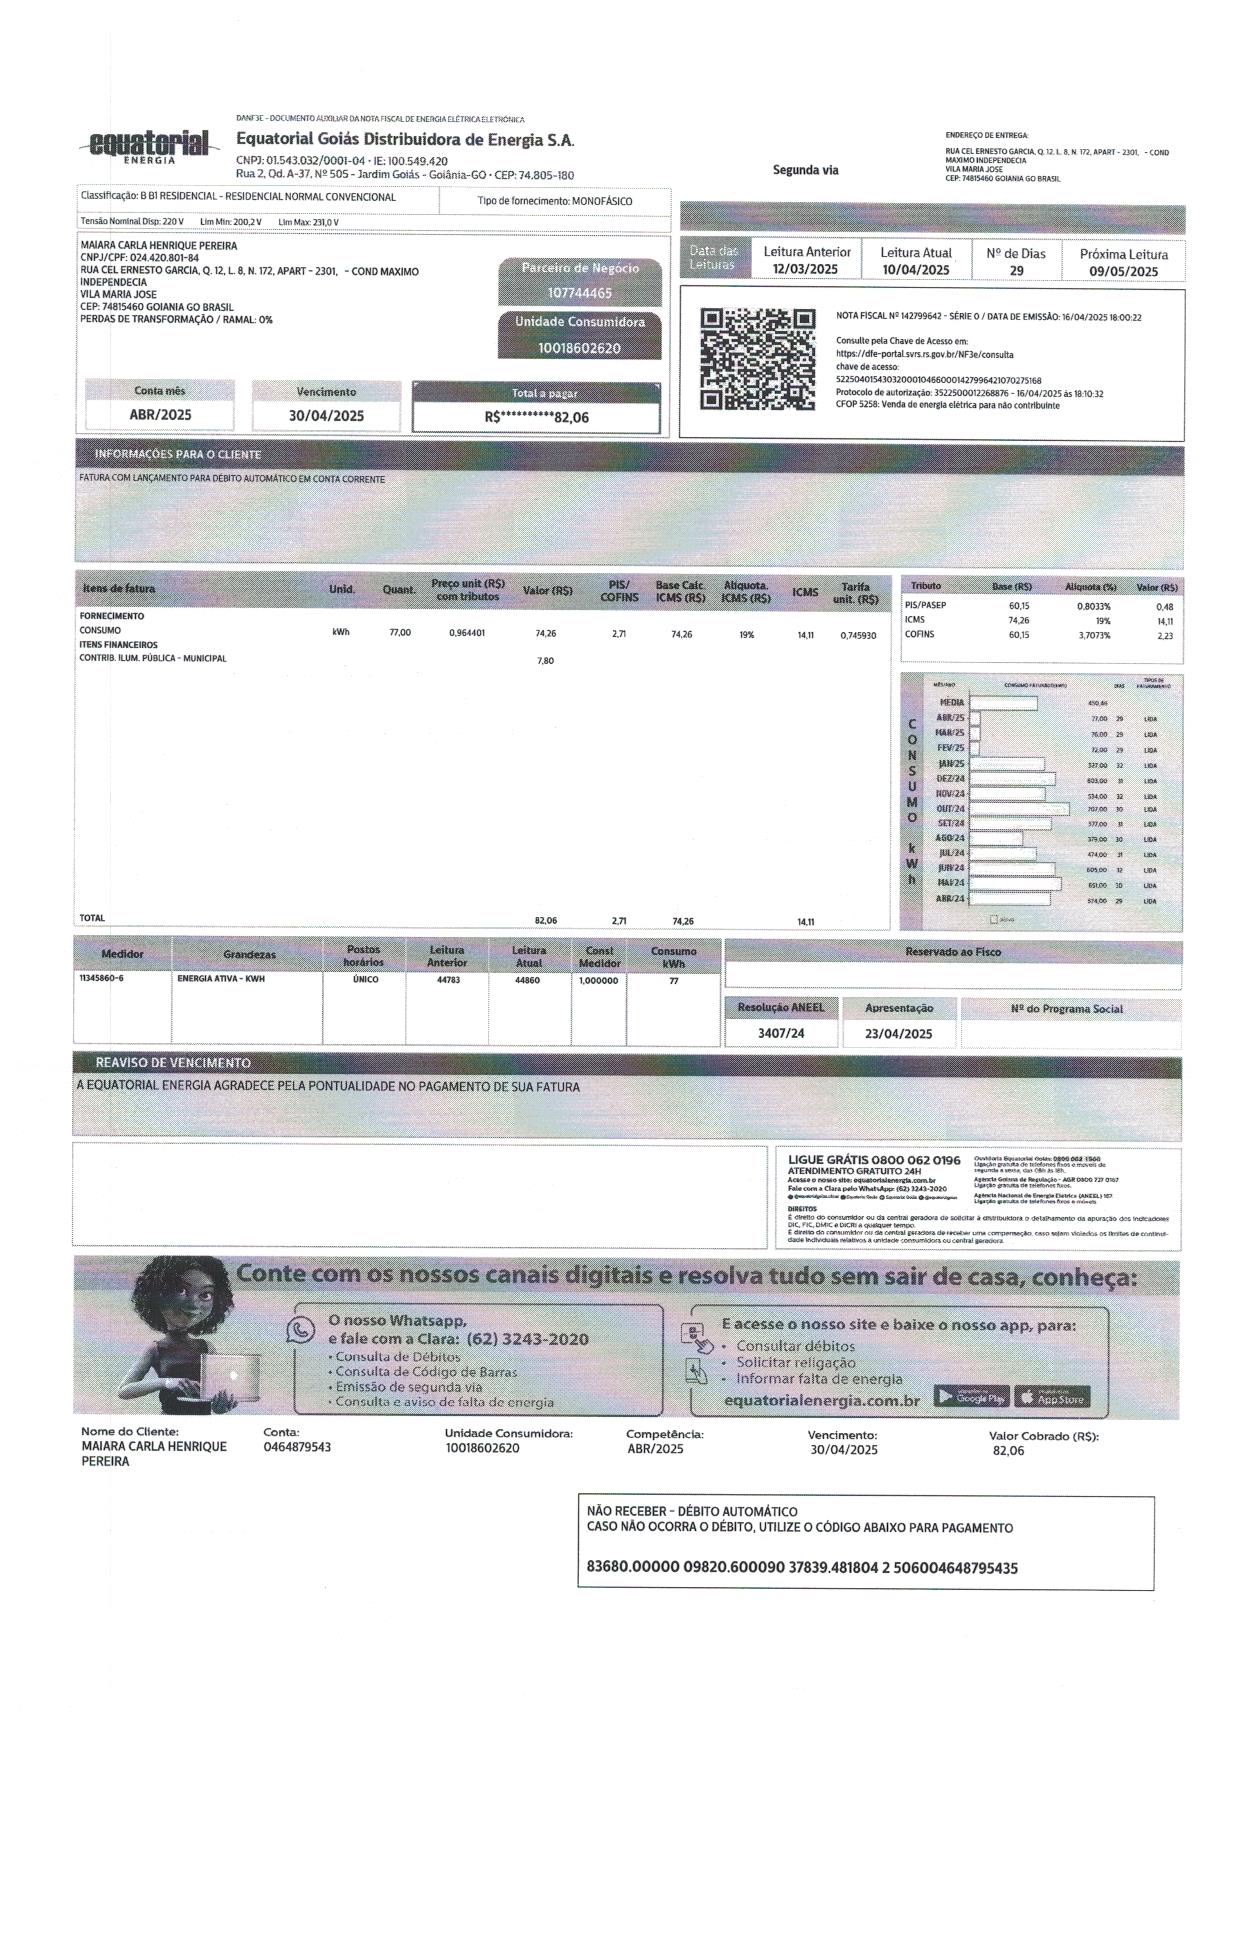 DANF3E - DOCUMENTO AUXILIAR DA NOTA FISCAL DE ENERGIA ELÉTRICA ELETRÔNICA
equatorial
ENERGIA
Equatorial Goiás Distribuidora de Energia S.A.
CNPJ: 01.543.032/0001-04 · IE: 100.549.420
Rua 2, Qd. A-37, Nº 505 - Jardim Goiás - Goiânia-GO · CEP: 74.805-180
Segunda via
ENDEREÇO DE ENTREGA:
RUA CEL ERNESTO GARCIA, Q. 12, L. 8, N. 172, APART - 2301, - COND
MAXIMO INDEPENDECIA
VILA MARIA JOSE
CEP: 74815460 GOIANIA GO BRASIL
Classificação: B B1 RESIDENCIAL - RESIDENCIAL NORMAL CONVENCIONAL
Tipo de fornecimento: MONOFÁSICO
Tensão Nominal Disp: 220 V Lim Min: 200,2 V Lim Max: 231,0 V
MAIARA CARLA HENRIQUE PEREIRA
CNPJ/CPF: 024.420.801-84
RUA CEL ERNESTO GARCIA, Q. 12, L. 8, N. 172, APART - 2301, - COND MAXIMO
INDEPENDECIA
VILA MARIA JOSE
CEP: 74815460 GOIANIA GO BRASIL
PERDAS DE TRANSFORMAÇÃO / RAMAL: 0%
Parceiro de Negócio
107744465
Unidade Consumidora
10018602620
Conta mês
ABR/2025
Vencimento
30/04/2025
Total a pagar
R$**********82,06
Data das Leituras
Leitura Anterior
12/03/2025
Leitura Atual
10/04/2025
Nº de Dias
29
Próxima Leitura
09/05/2025
NOTA FISCAL Nº 142799642 - SÉRIE 0 / DATA DE EMISSÃO: 16/04/2025 18:00:22
Consulte pela Chave de Acesso em:
https://dfe-portal.svrs.rs.gov.br/NF3e/consulta
chave de acesso:
52250401543032000104660001427996421070275168
Protocolo de autorização: 3522500012268876 - 16/04/2025 às 18:10:32
CFOP 5258: Venda de energia elétrica para não contribuinte
INFORMAÇÕES PARA O CLIENTE
FATURA COM LANÇAMENTO PARA DÉBITO AUTOMÁTICO EM CONTA CORRENTE
Itens de fatura Unid. Quant. Preço unit (R$) com tributos Valor (R$) PIS/COFINS Base Calc. ICMS (R$) Alíquota. ICMS (R$) ICMS Tarifa unit. (R$)
FORNECIMENTO
CONSUMO kWh 77,00 0,964401 74,26 2,71 74,26 19% 14,11 0,745930
ITENS FINANCEIROS
CONTRIB. ILUM. PÚBLICA - MUNICIPAL 7,80
TOTAL 82,06 2,71 74,26 14,11
Tributo Base (R$) Alíquota (%) Valor (R$)
PIS/PASEP 60,15 0,8033% 0,48
ICMS 74,26 19% 14,11
COFINS 60,15 3,7073% 2,23
CONSUMO kWh
MÊS/ANO CONSUMO FATURADO(KWH) DIAS TIPOS DE FATURAMENTO
MÉDIA 450,46
ABR/25 77,00 29 LIDA
MAR/25 76,00 29 LIDA
FEV/25 72,00 29 LIDA
JAN/25 527,00 32 LIDA
DEZ/24 603,00 31 LIDA
NOV/24 534,00 32 LIDA
OUT/24 707,00 30 LIDA
SET/24 577,00 31 LIDA
AGO/24 379,00 30 LIDA
JUL/24 474,00 31 LIDA
JUN/24 605,00 32 LIDA
MAI/24 651,00 30 LIDA
ABR/24 574,00 29 LIDA
Medidor Grandezas Postos horários Leitura Anterior Leitura Atual Const Medidor Consumo kWh
11345860-6 ENERGIA ATIVA - KWH ÚNICO 44783 44860 1,000000 77
Reservado ao Fisco
Resolução ANEEL
3407/24
Apresentação
23/04/2025
Nº do Programa Social
REAVISO DE VENCIMENTO
A EQUATORIAL ENERGIA AGRADECE PELA PONTUALIDADE NO PAGAMENTO DE SUA FATURA
LIGUE GRÁTIS 0800 062 0196
ATENDIMENTO GRATUITO 24H
Acesse o nosso site: equatorialenergia.com.br
Fale com a Clara pelo WhatsApp: (62) 3243-2020
Ouvidoria Equatorial Goiás: 0800 062 1500
Ligação gratuita de telefones fixos e móveis de
segunda a sexta, das 08h às 18h.
Agência Goiana de Regulação - AGR 0800 727 0167
Ligação gratuita de telefones fixos.
Agência Nacional de Energia Elétrica (ANEEL) 167
Ligação gratuita de telefones fixos e móveis
DIREITOS
É direito do consumidor ou da central geradora de solicitar à distribuidora o detalhamento da apuração dos indicadores
DIC, FIC, DMIC e DICRI a qualquer tempo.
É direito do consumidor ou da central geradora de receber uma compensação, caso sejam violados os limites de continui-
dade individuais relativos à unidade consumidora ou central geradora.
Conte com os nossos canais digitais e resolva tudo sem sair de casa, conheça:
O nosso Whatsapp,
e fale com a Clara: (62) 3243-2020
• Consulta de Débitos
• Consulta de Código de Barras
• Emissão de segunda via
• Consulta e aviso de falta de energia
E acesse o nosso site e baixe o nosso app, para:
• Consultar débitos
• Solicitar religação
• Informar falta de energia
equatorialenergia.com.br
Google Play
App Store
Nome do Cliente:
MAIARA CARLA HENRIQUE
PEREIRA
Conta:
0464879543
Unidade Consumidora:
10018602620
Competência:
ABR/2025
Vencimento:
30/04/2025
Valor Cobrado (R$):
82,06
NÃO RECEBER - DÉBITO AUTOMÁTICO
CASO NÃO OCORRA O DÉBITO, UTILIZE O CÓDIGO ABAIXO PARA PAGAMENTO
83680.00000 09820.600090 37839.481804 2 506004648795435